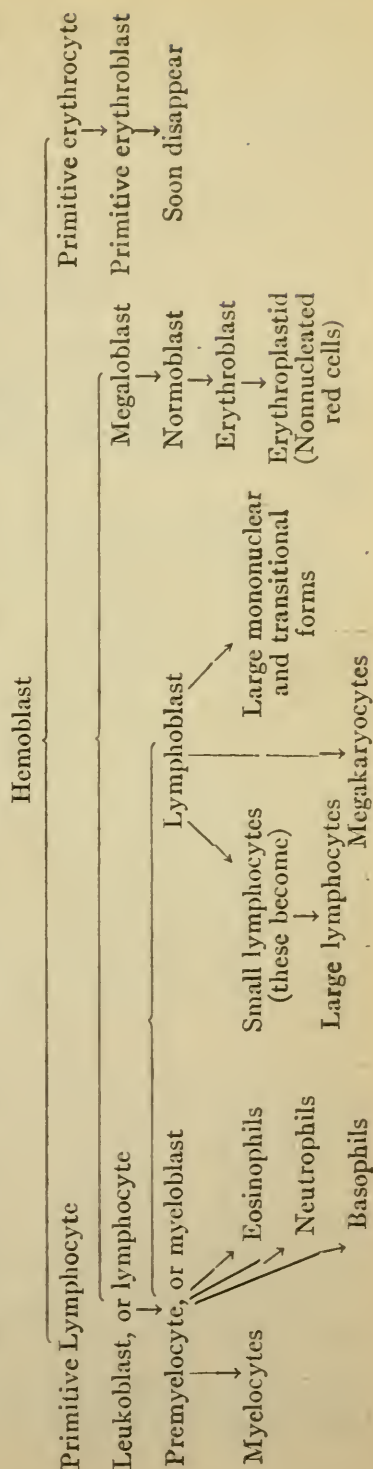 Hemoblast
Primitive Lymphocyte
Primitive erythrocyte
Leukoblast, or lymphocyte
Megaloblast
Primitive erythroblast
Premyelocyte, or myeloblast
Lymphoblast
Normoblast
Soon disappear
Myelocytes
Eosinophils
Small lymphocytes
(these become)
Large mononuclear
and transitional
forms
Erythroblast
Neutrophils
Large lymphocytes
Erythroplastid
(Nonnucleated
red cells)
Basophils
Megakaryocytes